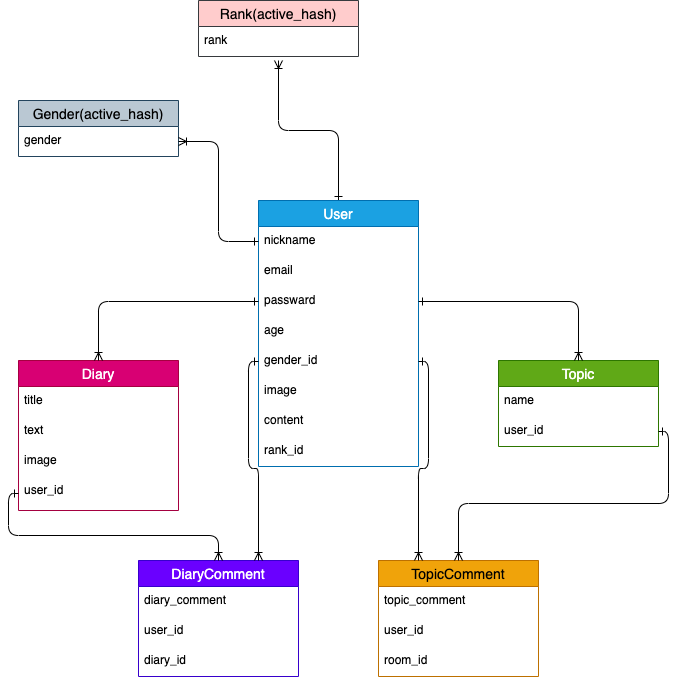 Rank(active_hash)
rank
Gender(active_hash)
gender
User
nickname
email
passward
age
gender_id
image
content
rank_id
Diary
title
text
image
user_id
Topic
name
user_id
DiaryComment
diary_comment
user_id
diary_id
TopicComment
topic_comment
user_id
room_id